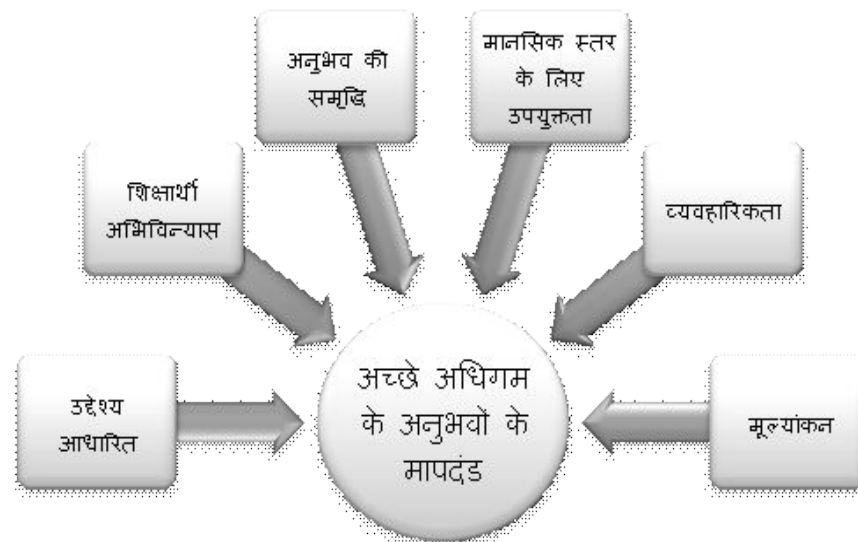 अनुभव की
समृद्धि
मानसिक स्तर
के लिए
उपयुक्तता
शिक्षार्थी
अभिविन्यास
व्यवहारिकता
उद्देश्य
आधारित
अच्छे अधिगम
के अनुभवों के
मापदंड
मूल्यांकन